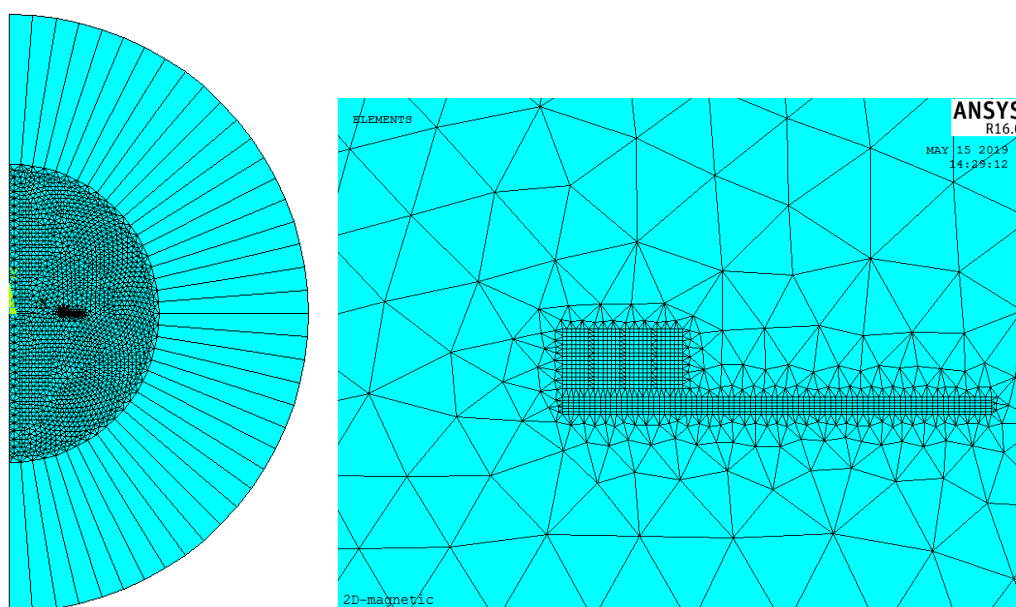 ELEMENTS
ANSYS
R16.0
MAY 15 2019
14:29:12
2D-magnetic